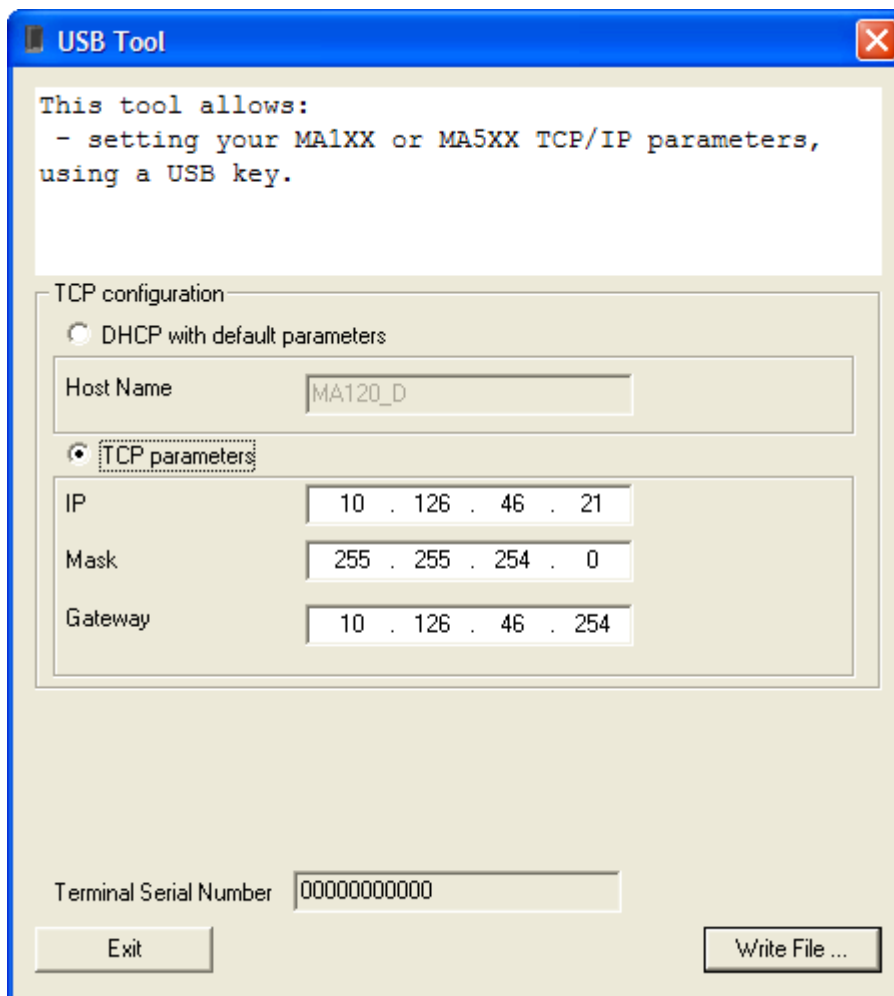 USB Tool
This tool allows:
- setting your MA1XX or MA5XX TCP/IP parameters,
using a USB key.
TCP configuration
DHCP with default parameters
Host Name MA120_D
TCP parameters
IP 10 . 126 . 46 . 21
Mask 255 . 255 . 254 . 0
Gateway 10 . 126 . 46 . 254
Terminal Serial Number 00000000000
Exit Write File ...